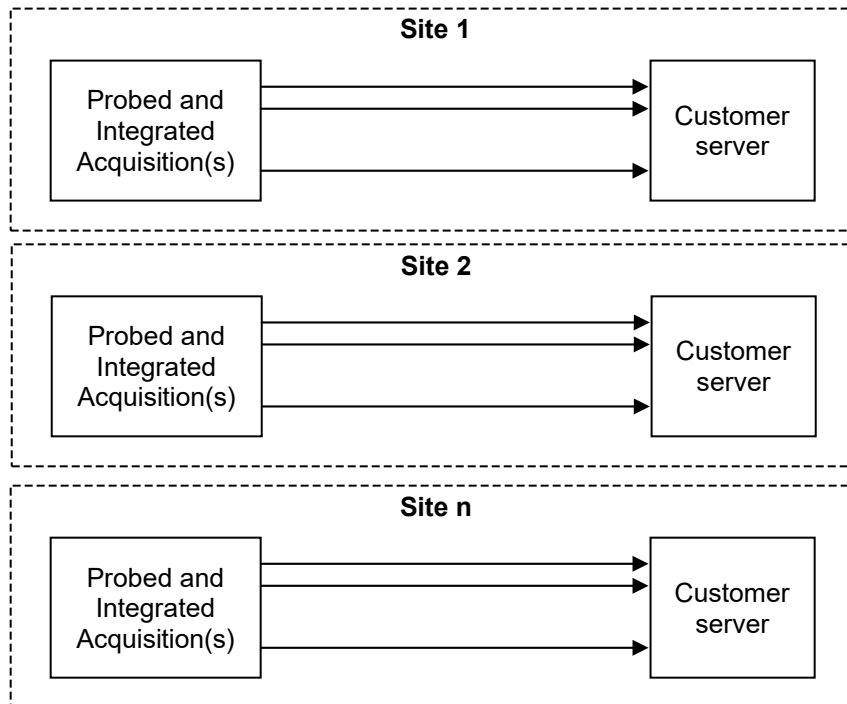 Site 1
Probed and
Integrated
Acquisition(s)
Customer
server
Site 2
Probed and
Integrated
Acquisition(s)
Customer
server
Site n
Probed and
Integrated
Acquisition(s)
Customer
server